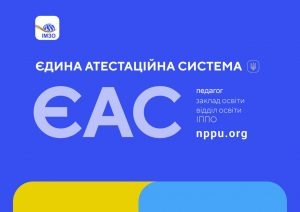 ІМЗО
ЄДИНА АТЕСТАЦІЙНА СИСТЕМА
ЄАС
педагог
заклад освіти
відділ освіти
ІППО
nppu.org